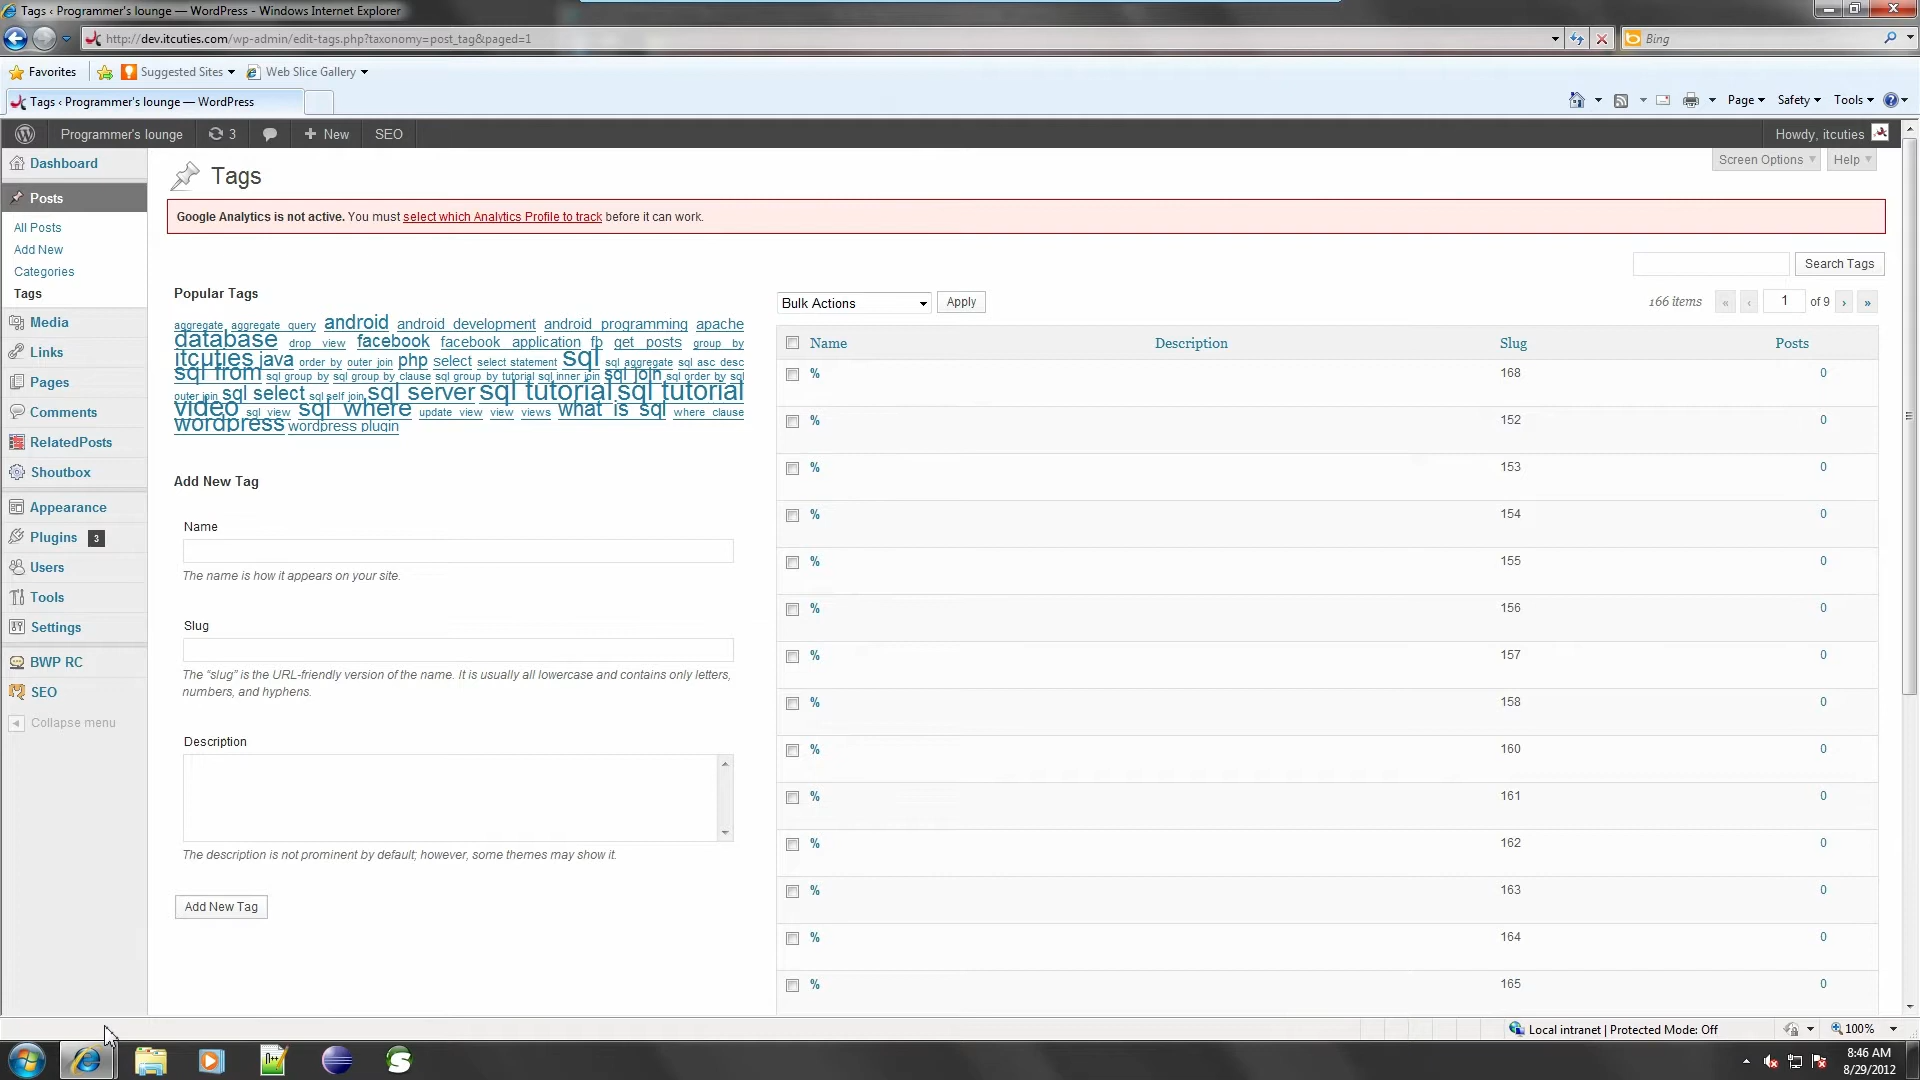 Tags ‹ Programmer's lounge — WordPress - Windows Internet Explorer
http://dev.itcuties.com/wp-admin/edit-tags.php?taxonomy=post_tag&paged=1
Bing
Favorites Suggested Sites Web Slice Gallery
Tags ‹ Programmer's lounge — WordPress
Page Safety Tools
Programmer's lounge 3 New SEO
Howdy, itcuties
Dashboard
Posts
All Posts
Add New
Categories
Tags
Media
Links
Pages
Comments
RelatedPosts
Shoutbox
Appearance
Plugins 3
Users
Tools
Settings
BWP RC
SEO
Collapse menu
Screen Options Help
Tags
Google Analytics is not active. You must select which Analytics Profile to track before it can work.
Search Tags
Popular Tags
aggregate aggregate query android android development android programming apache
database drop view facebook facebook application fb get posts group by
itcuties java order by outer join php select select statement sql sql aggregate sql asc desc
sql from sql group by sql group by clause sql group by tutorial sql inner join sql join sql order by sql
outer join sql select sql self join sql server sql tutorial sql tutorial
video sql view sql where update view view views what is sql where clause
wordpress wordpress plugin
Add New Tag
Name
The name is how it appears on your site.
Slug
The “slug” is the URL-friendly version of the name. It is usually all lowercase and contains only letters,
numbers, and hyphens.
Description
The description is not prominent by default; however, some themes may show it.
Add New Tag
Bulk Actions Apply
166 items « ‹ 1 of 9 › »
Name Description Slug Posts
% 168 0
% 152 0
% 153 0
% 154 0
% 155 0
% 156 0
% 157 0
% 158 0
% 160 0
% 161 0
% 162 0
% 163 0
% 164 0
% 165 0
Local intranet | Protected Mode: Off
100%
8:46 AM
8/29/2012